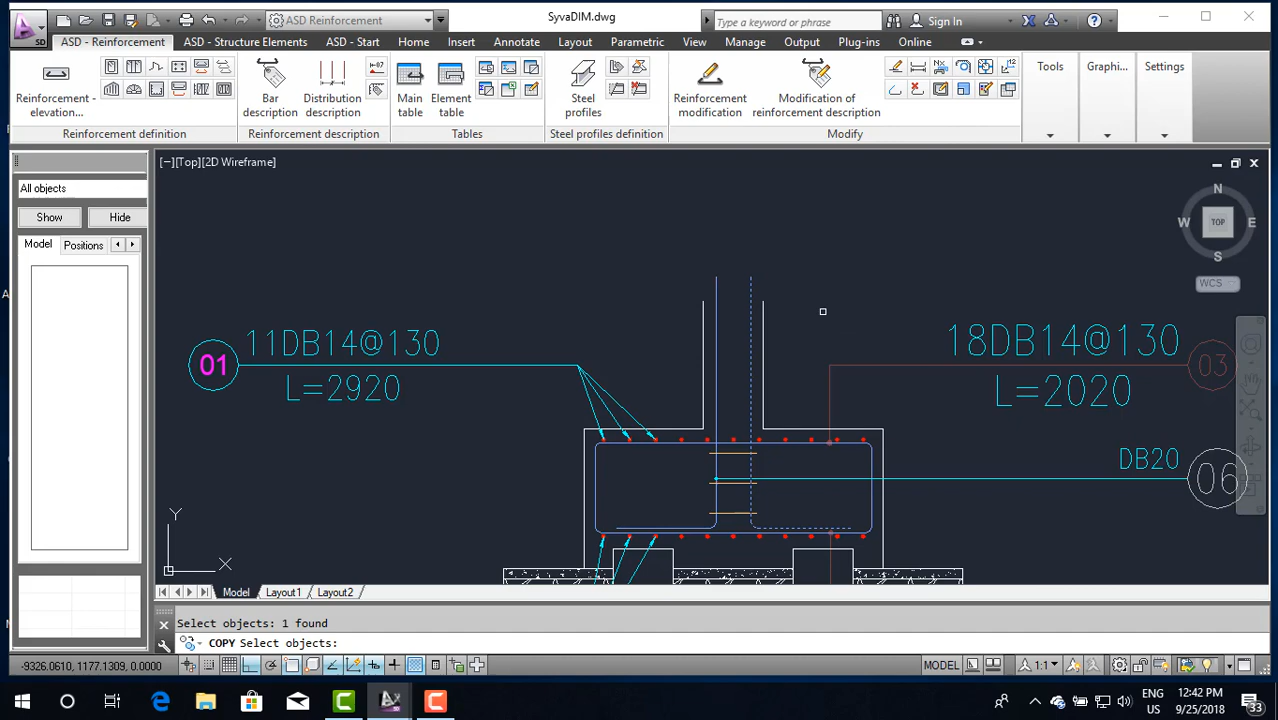 ASD Reinforcement
SyvaDIM.dwg
Type a keyword or phrase
Sign In
SD
ASD - Reinforcement
ASD - Structure Elements
ASD - Start
Home
Insert
Annotate
Layout
Parametric
View
Manage
Output
Plug-ins
Online
Reinforcement -
elevation...
Bar
description
Distribution
description
Main
table
Element
table
Steel
profiles
Reinforcement
modification
Modification of
reinforcement description
Tools
Graphi...
Settings
Reinforcement definition
Reinforcement description
Tables
Steel profiles definition
Modify
[−][Top][2D Wireframe]
All objects
Show
Hide
Model
Positions
N
W
TOP
E
S
WCS
01
11DB14@130
L=2920
18DB14@130
L=2020
03
DB20
06
Y
X
Model
Layout1
Layout2
Select objects: 1 found
COPY Select objects:
-9326.0610, 1177.1309, 0.0000
MODEL
1:1
ENG
US
12:42 PM
9/25/2018
33